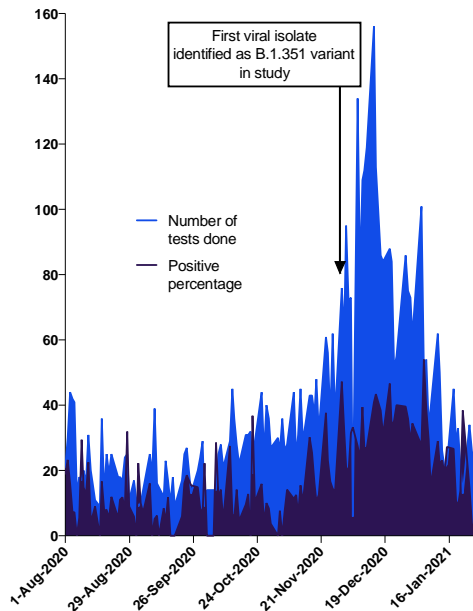 First viral isolate
identified as B.1.351 variant
in study
160
140
120
100
80
60
40
20
0
Number of
tests done
Positive
percentage
1-Aug-2020
29-Aug-2020
26-Sep-2020
24-Oct-2020
21-Nov-2020
19-Dec-2020
16-Jan-2021